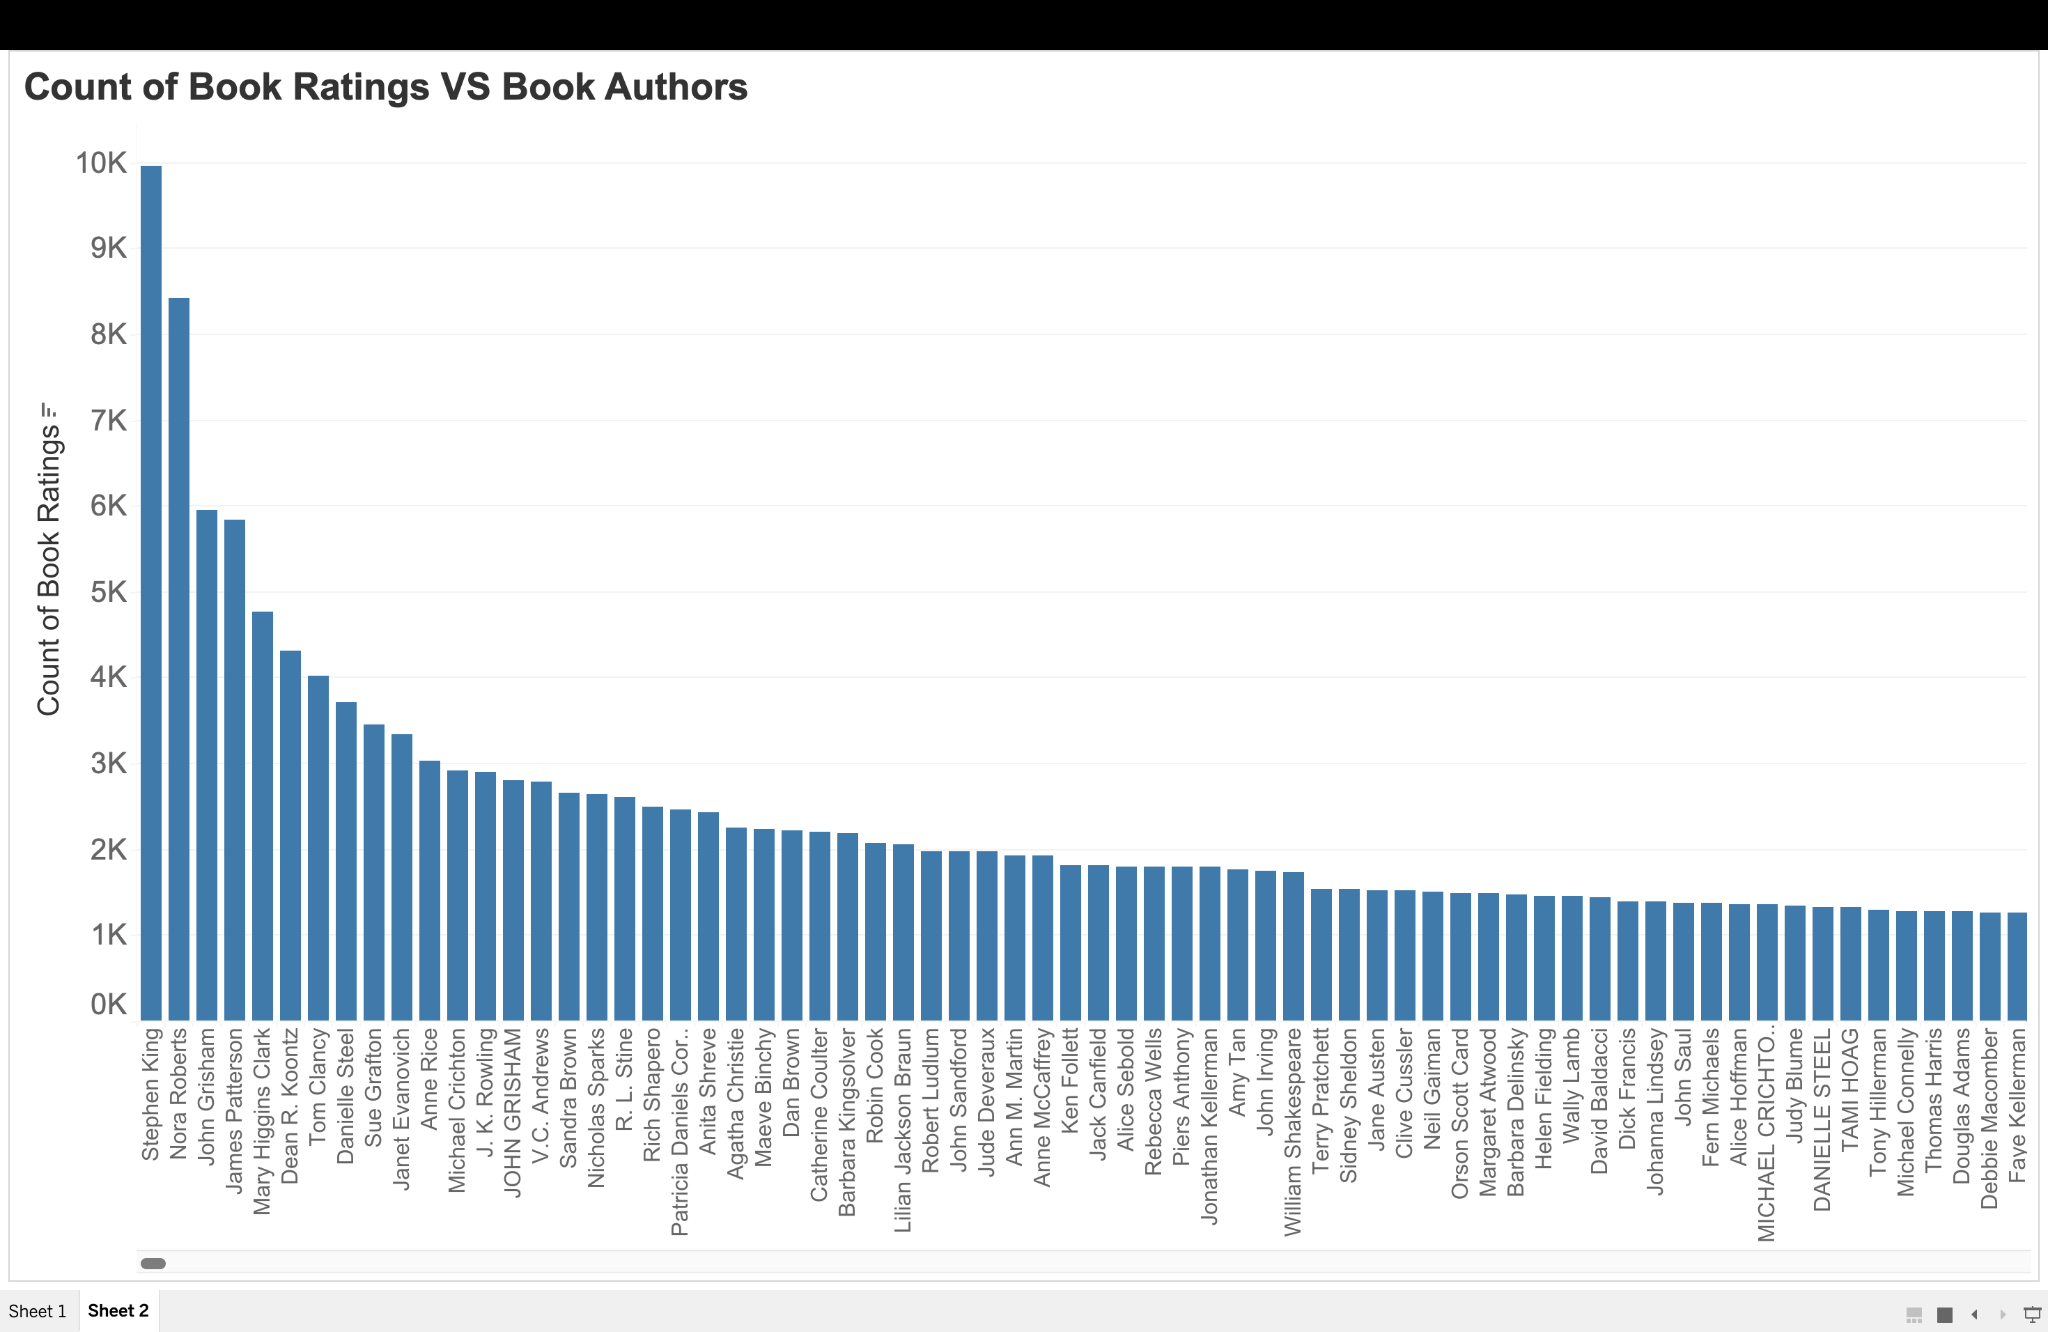 Count of Book Ratings VS Book Authors
10K
9K
8K
7K
6K
5K
4K
3K
2K
1K
0K
Count of Book Ratings
Stephen King
Nora Roberts
John Grisham
James Patterson
Mary Higgins Clark
Dean R. Koontz
Tom Clancy
Danielle Steel
Sue Grafton
Janet Evanovich
Anne Rice
Michael Crichton
J. K. Rowling
JOHN GRISHAM
V.C. Andrews
Sandra Brown
Nicholas Sparks
R. L. Stine
Rich Shapero
Patricia Daniels Cor..
Anita Shreve
Agatha Christie
Maeve Binchy
Dan Brown
Catherine Coulter
Barbara Kingsolver
Robin Cook
Lilian Jackson Braun
Robert Ludlum
John Sandford
Jude Deveraux
Ann M. Martin
Anne McCaffrey
Ken Follett
Jack Canfield
Alice Sebold
Rebecca Wells
Piers Anthony
Jonathan Kellerman
Amy Tan
John Irving
William Shakespeare
Terry Pratchett
Sidney Sheldon
Jane Austen
Clive Cussler
Neil Gaiman
Orson Scott Card
Margaret Atwood
Barbara Delinsky
Helen Fielding
Wally Lamb
David Baldacci
Dick Francis
Johanna Lindsey
John Saul
Fern Michaels
Alice Hoffman
MICHAEL CRICHTO..
Judy Blume
DANIELLE STEEL
TAMI HOAG
Tony Hillerman
Michael Connelly
Thomas Harris
Douglas Adams
Debbie Macomber
Faye Kellerman
Sheet 1
Sheet 2